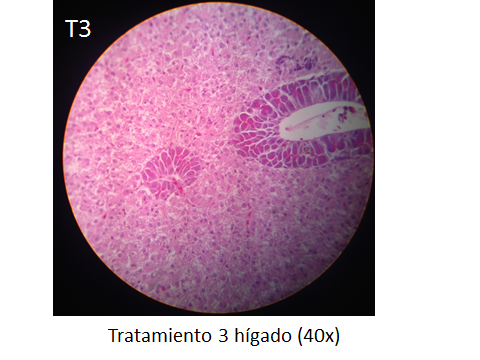 T3
Tratamiento 3 hígado (40x)